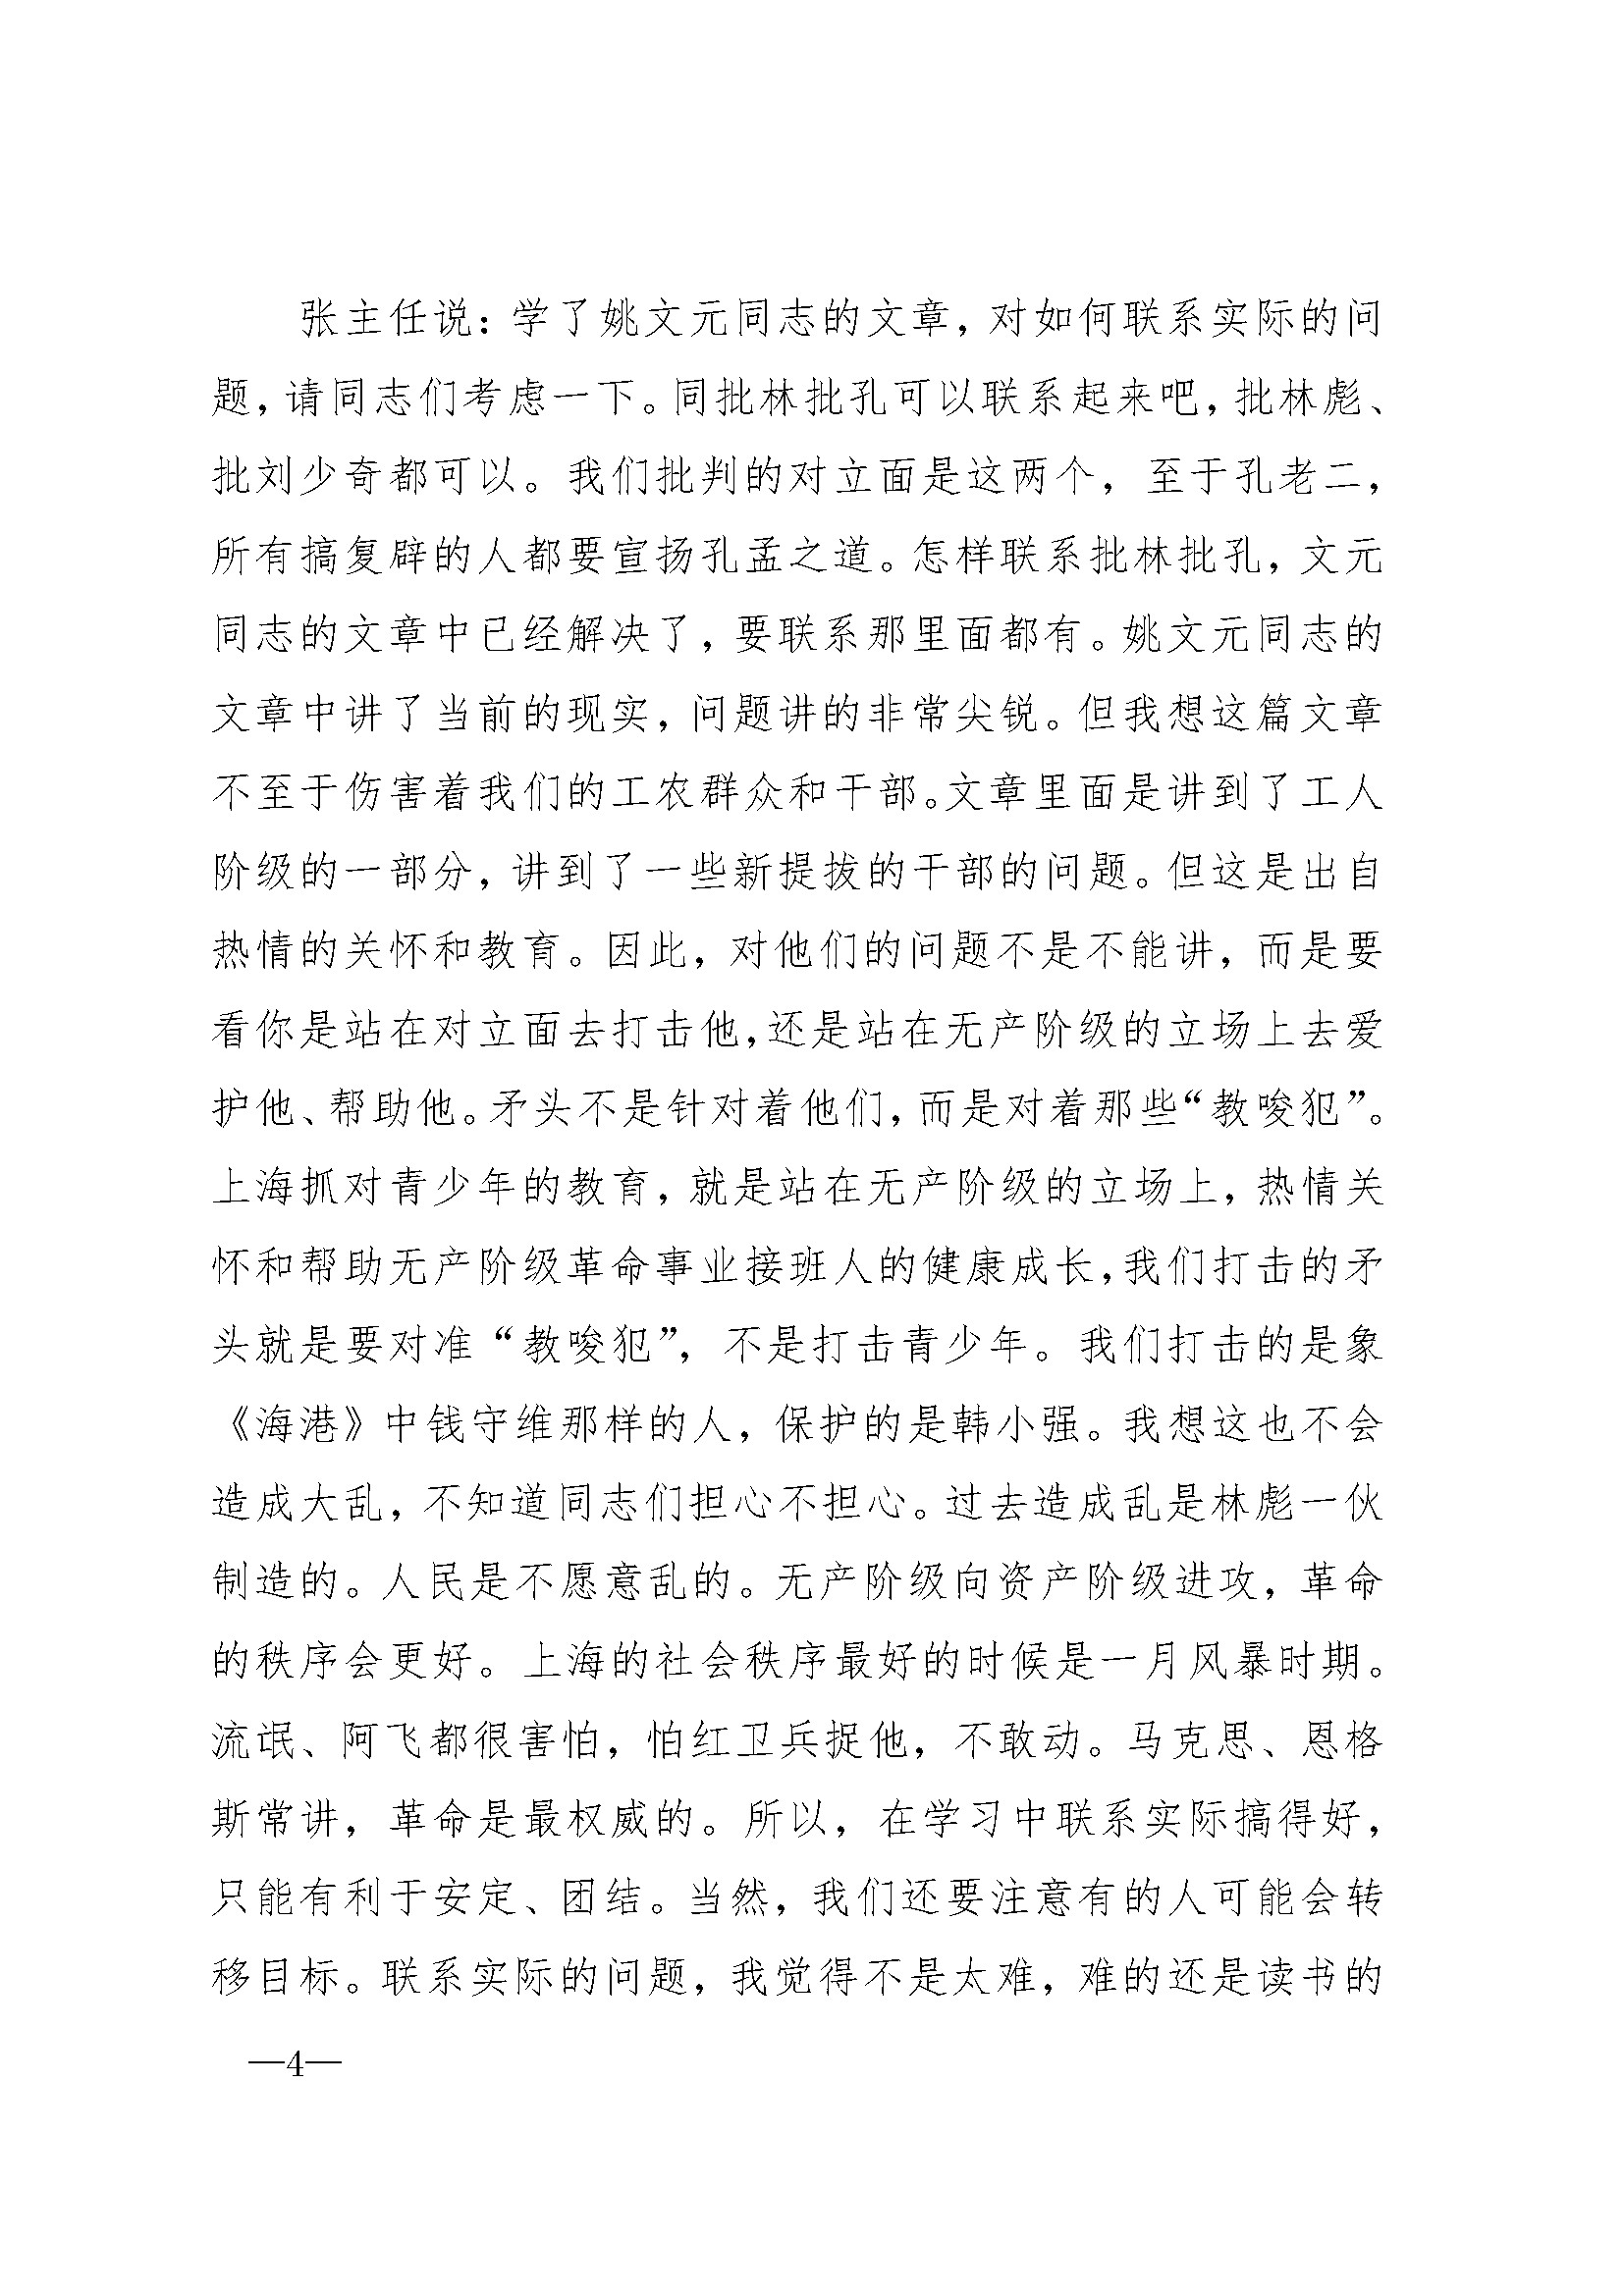 张主任说：学了姚文元同志的文章，对如何联系实际的问
题，请同志们考虑一下。同批林批孔可以联系起来吧，批林彪、
批刘少奇都可以。我们批判的对立面是这两个，至于孔老二，
所有搞复辟的人都要宣扬孔孟之道。怎样联系批林批孔，文元
同志的文章中已经解决了，要联系那里面都有。姚文元同志的
文章中讲了当前的现实，问题讲的非常尖锐。但我想这篇文章
不至于伤害着我们的工农群众和干部。文章里面是讲到了工人
阶级的一部分，讲到了一些新提拔的干部的问题。但这是出自
热情的关怀和教育。因此，对他们的问题不是不能讲，而是要
看你是站在对立面去打击他，还是站在无产阶级的立场上去爱
护他、帮助他。矛头不是针对着他们，而是对着那些“教唆犯”。
上海抓对青少年的教育，就是站在无产阶级的立场上，热情关
怀和帮助无产阶级革命事业接班人的健康成长，我们打击的矛
头就是要对准“教唆犯”，不是打击青少年。我们打击的是象
《海港》中钱守维那样的人，保护的是韩小强。我想这也不会
造成大乱，不知道同志们担心不担心。过去造成乱是林彪一伙
制造的。人民是不愿意乱的。无产阶级向资产阶级进攻，革命
的秩序会更好。上海的社会秩序最好的时候是一月风暴时期。
流氓、阿飞都很害怕，怕红卫兵捉他，不敢动。马克思、恩格
斯常讲，革命是最权威的。所以，在学习中联系实际搞得好，
只能有利于安定、团结。当然，我们还要注意有的人可能会转
移目标。联系实际的问题，我觉得不是太难，难的还是读书的
—4—